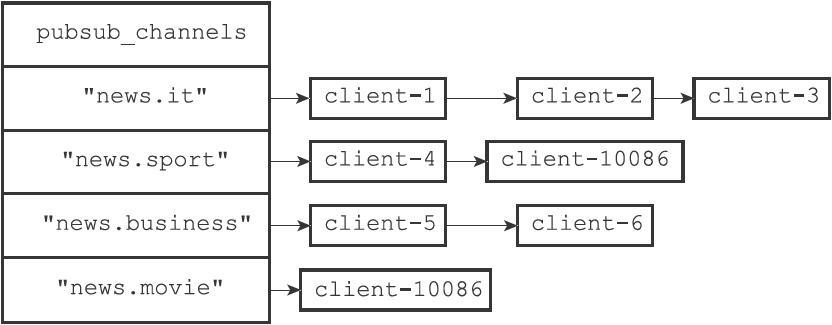 pubsub_channels
"news.it" client-1 client-2 client-3
"news.sport" client-4 client-10086
"news.business" client-5 client-6
"news.movie" client-10086